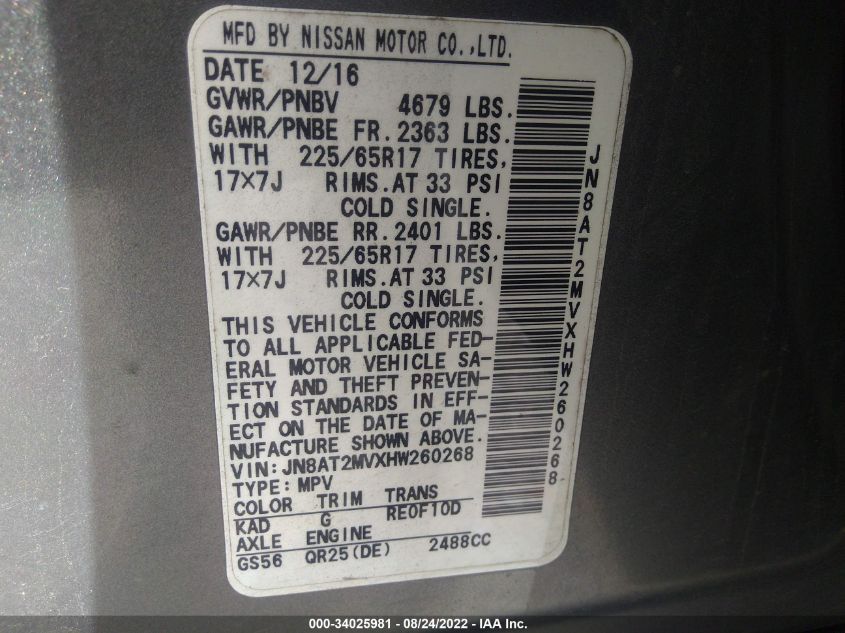 MFD BY NISSAN MOTOR CO.,LTD.
DATE 12/16
GVWR/PNBV 4679 LBS.
GAWR/PNBE FR. 2363 LBS.
WITH 225/65R17 TIRES,
17×7J RIMS. AT 33 PSI
COLD SINGLE.
GAWR/PNBE RR. 2401 LBS.
WITH 225/65R17 TIRES,
17×7J RIMS. AT 33 PSI
COLD SINGLE.
THIS VEHICLE CONFORMS
TO ALL APPLICABLE FED-
ERAL MOTOR VEHICLE SA-
FETY AND THEFT PREVEN-
TION STANDARDS IN EFF-
ECT ON THE DATE OF MA-
NUFACTURE SHOWN ABOVE.
VIN: JN8AT2MVXHW260268
TYPE: MPV
COLOR TRIM TRANS
KAD G RE0F10D
AXLE ENGINE
GS56 QR25(DE) 2488CC
JN8AT2MVXHW260268
000-34025981 - 08/24/2022 - IAA Inc.